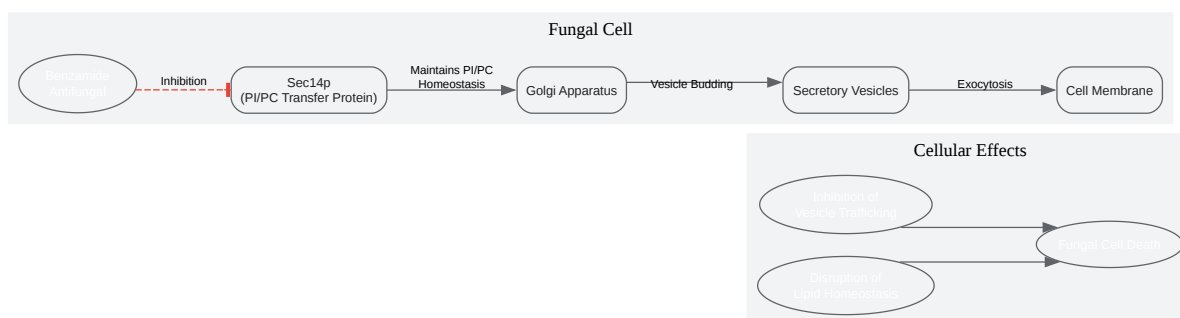 Fungal Cell
Benzamide
Antifungal
Inhibition
Sec14p
(PI/PC Transfer Protein)
Maintains PI/PC
Homeostasis
Golgi Apparatus
Vesicle Budding
Secretory Vesicles
Exocytosis
Cell Membrane
Cellular Effects
Inhibition of
Vesicle Trafficking
Disruption of
Lipid Homeostasis
Fungal Cell Death